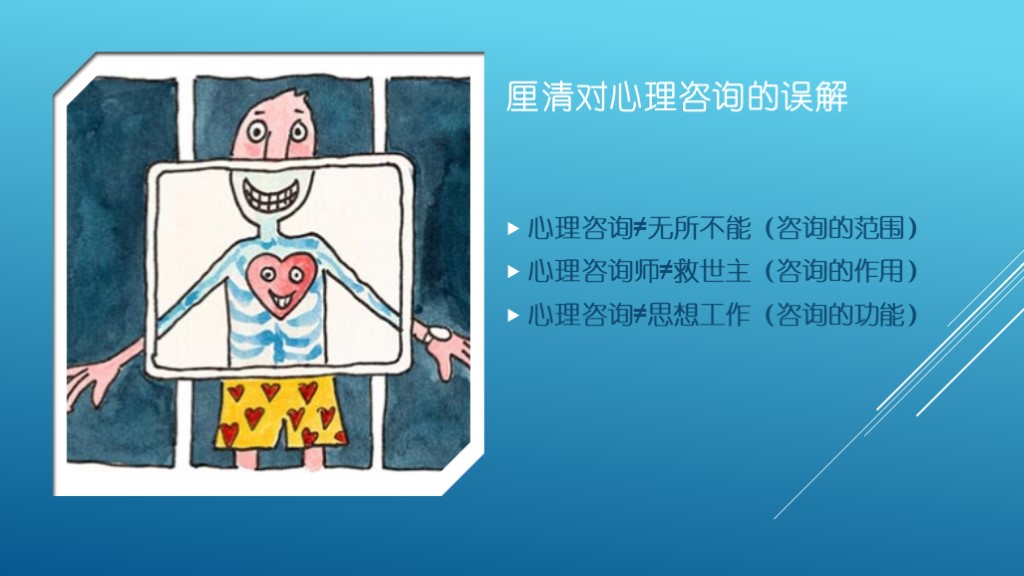 厘清对心理咨询的误解
心理咨询≠无所不能（咨询的范围）
心理咨询师≠救世主（咨询的作用）
心理咨询≠思想工作（咨询的功能）